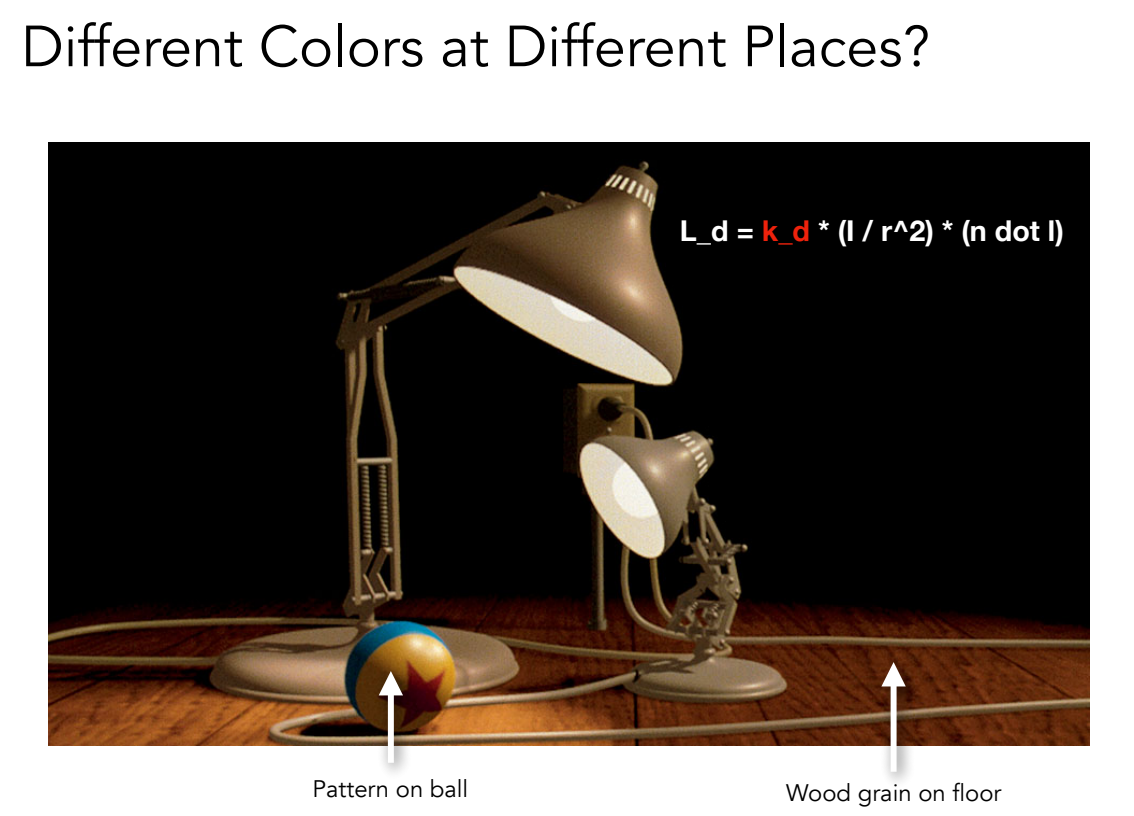 Different Colors at Different Places?
L_d = k_d * (I / r^2) * (n dot l)
Pattern on ball
Wood grain on floor